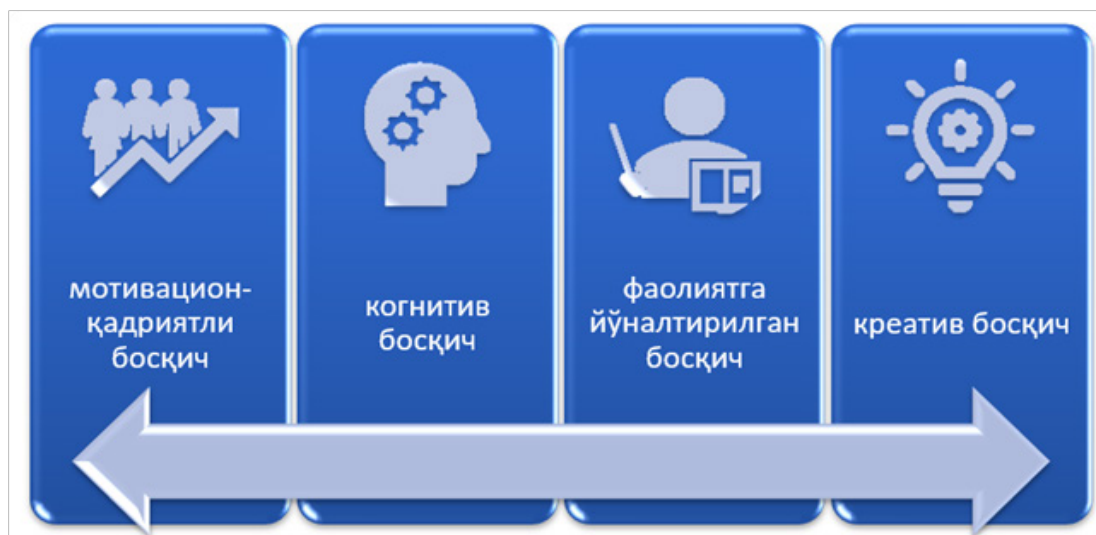 мотивацион-
қадриятли
босқич
когнитив
босқич
фаолиятга
йўналтирилган
босқич
креатив босқич